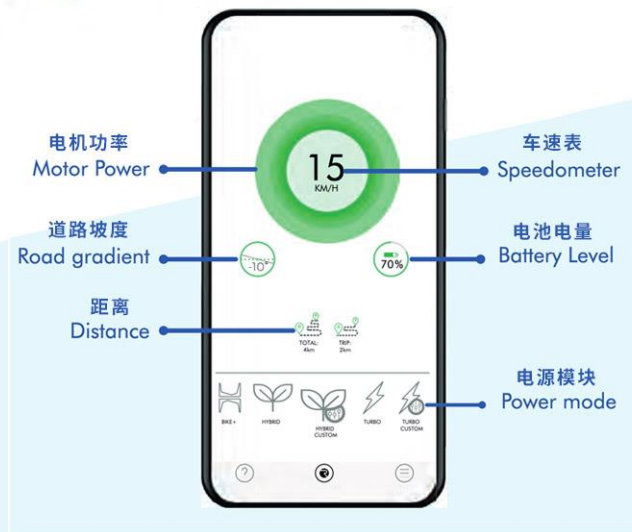 电机功率
Motor Power
15
KM/H
车速表
Speedometer
道路坡度
Road gradient
-10°
70%
电池电量
Battery Level
距离
Distance
TOTAL:
4km
TRIP:
2km
BIKE+
HYBRID
HYBRID
CUSTOM
TURBO
TURBO
CUSTOM
电源模块
Power mode
?